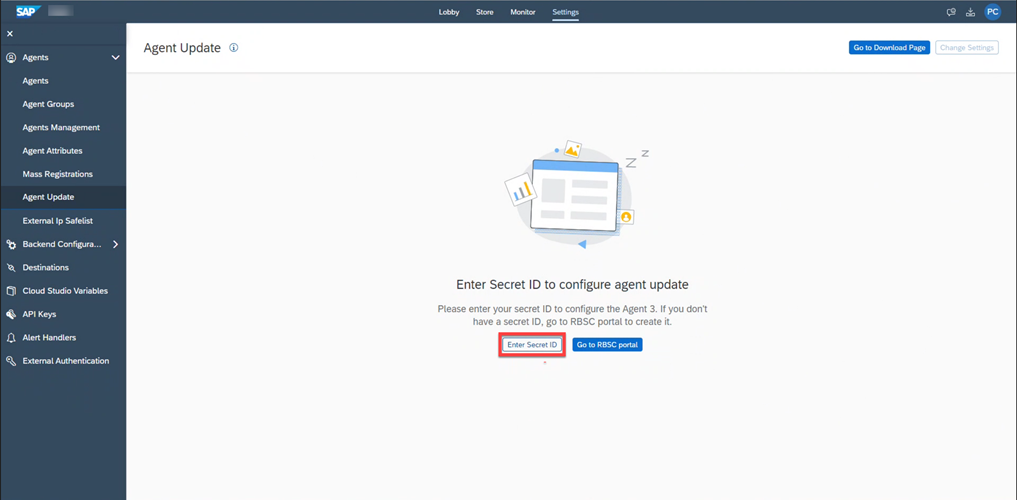 SAP
Lobby
Store
Monitor
Settings
PC
Agents
Agents
Agent Groups
Agents Management
Agent Attributes
Mass Registrations
Agent Update
External Ip Safelist
Backend Configura...
Destinations
Cloud Studio Variables
API Keys
Alert Handlers
External Authentication
Agent Update
Go to Download Page
Change Settings
Z
Z
Enter Secret ID to configure agent update
Please enter your secret ID to configure the Agent 3. If you don't
have a secret ID, go to RBSC portal to create it.
Enter Secret ID
Go to RBSC portal